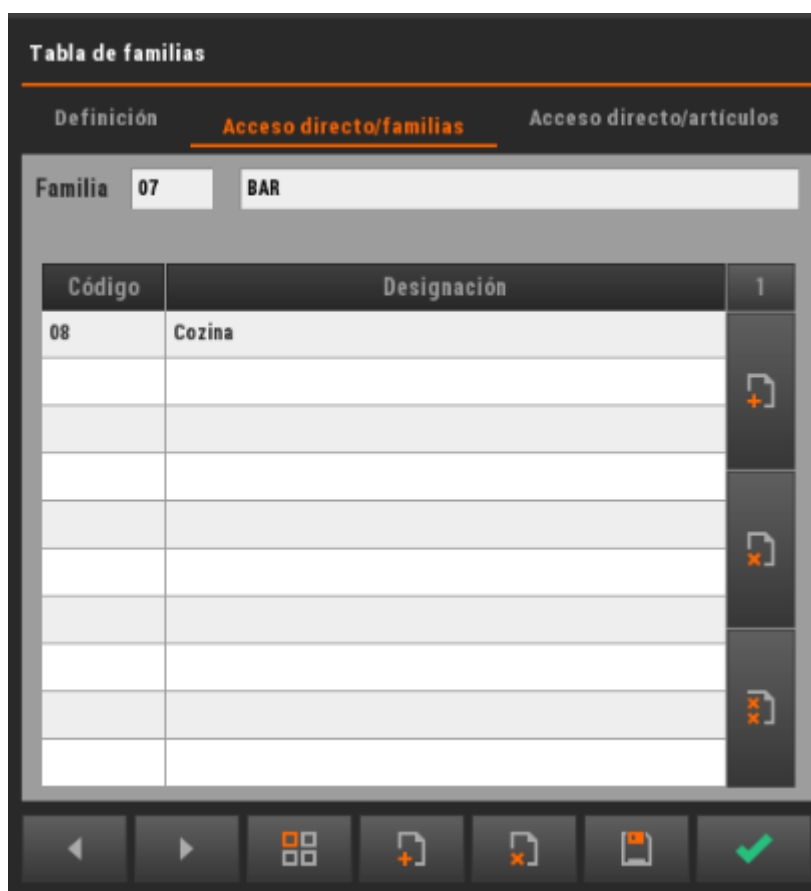 Tabla de familias
Definición Acceso directo/familias Acceso directo/artículos
Familia 07 BAR
Código Designación 1
08 Cozina